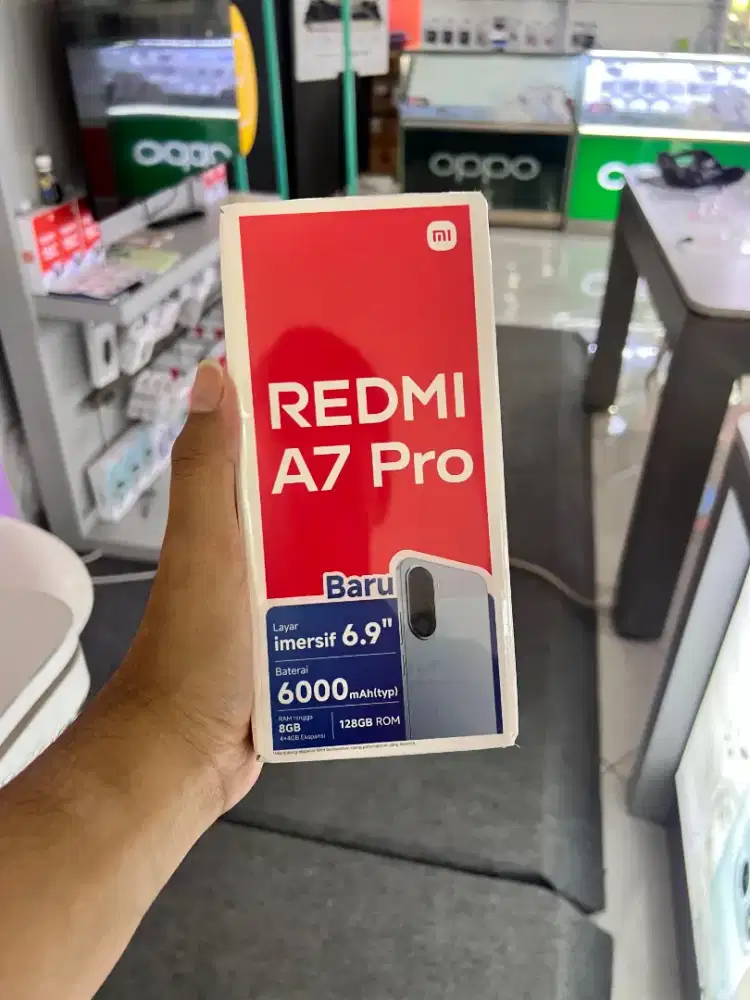 oppo
oppo
mi
REDMI
A7 Pro
Baru
Layar
imersif 6.9"
Baterai
6000mAh(typ)
RAM hingga
8GB
4+4GB Ekspansi
128GB ROM